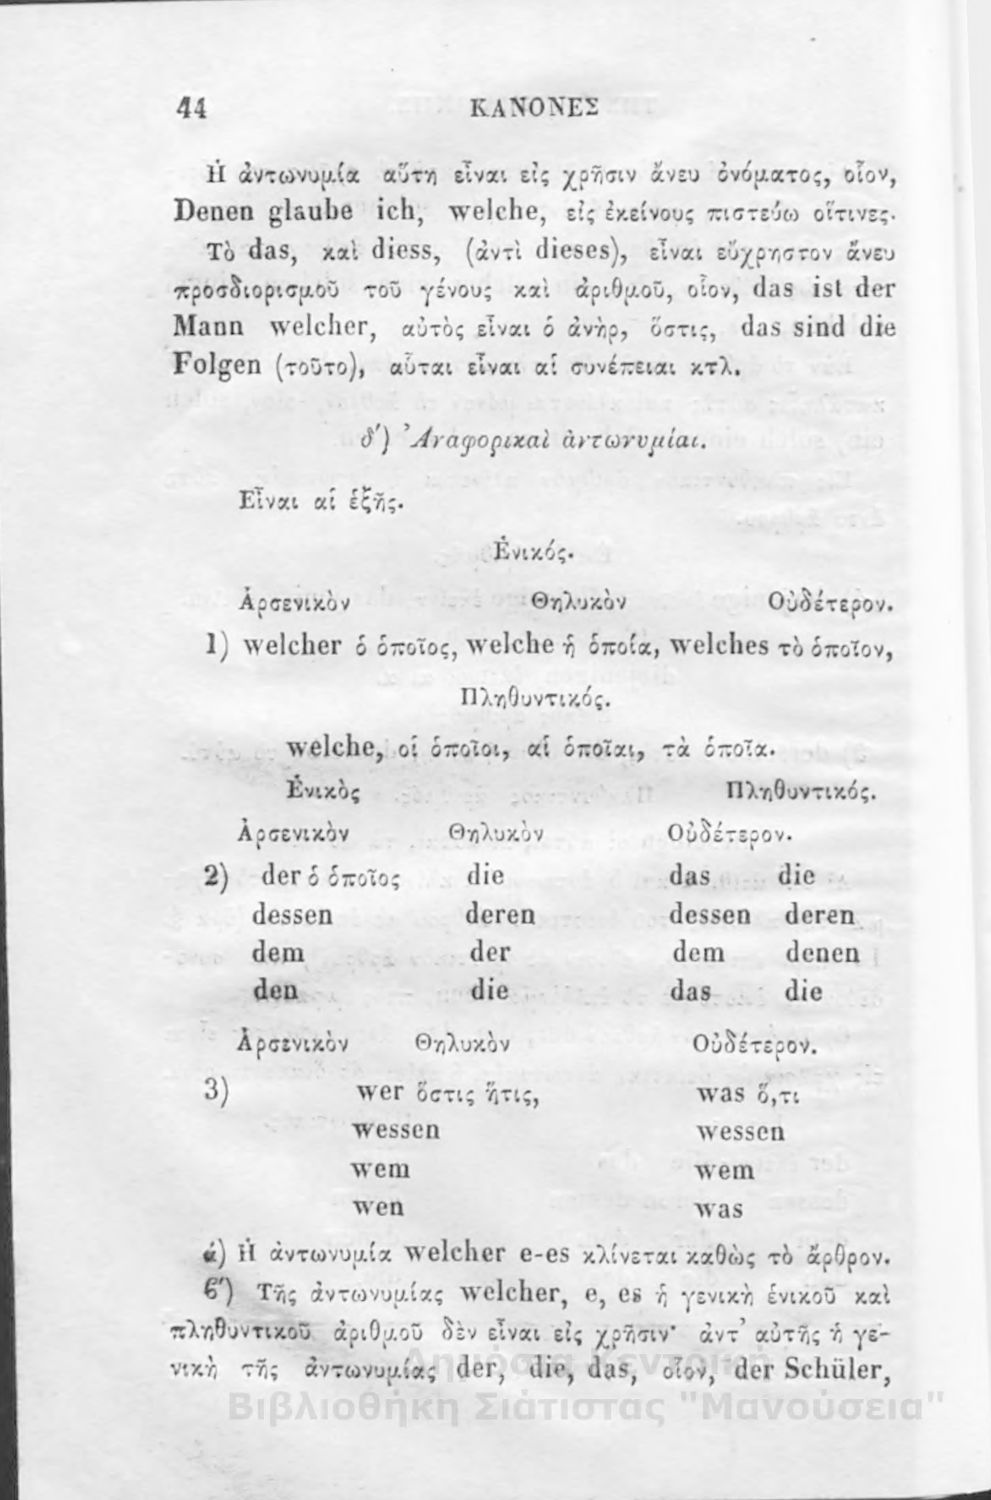 44 ΚΑΝΟΝΕΣ
Ἡ ἀντωνυμία αὕτη εἶναι εἰς χρῆσιν ἄνευ ὀνόματος, οἷον,
Denen glaube ich, welche, εἰς ἐκείνους πιστεύω οἵτινες.
Τὸ das, καὶ diess, (ἀντὶ dieses), εἶναι εὔχρηστον ἄνευ
προσδιορισμοῦ τοῦ γένους καὶ ἀριθμοῦ, οἷον, das ist der
Mann welcher, αὐτὸς εἶναι ὁ ἀνὴρ, ὅστις, das sind die
Folgen (τοῦτο), αὗται εἶναι αἱ συνέπειαι κτλ.
δ') Ἀναφορικαὶ ἀντωνυμίαι.
Εἶναι αἱ ἑξῆς.
Ἑνικός.
Ἀρσενικὸν Θηλυκὸν Οὐδέτερον.
1) welcher ὁ ὁποῖος, welche ἡ ὁποία, welches τὸ ὁποῖον,
Πληθυντικός.
welche, οἱ ὁποῖοι, αἱ ὁποῖαι, τὰ ὁποῖα.
Ἑνικὸς Πληθυντικός.
Ἀρσενικὸν Θηλυκὸν Οὐδέτερον.
2) der ὁ ὁποῖος die das die
dessen deren dessen deren
dem der dem denen
den die das die
Ἀρσενικὸν Θηλυκὸν Οὐδέτερον.
3) wer ὅστις ἥτις, was ὅ,τι
wessen wessen
wem wem
wen was
ά) Ἡ ἀντωνυμία welcher e-es κλίνεται καθὼς τὸ ἄρθρον.
ϐ') Τῆς ἀντωνυμίας welcher, e, es ἡ γενικὴ ἑνικοῦ καὶ
πληθυντικοῦ ἀριθμοῦ δὲν εἶναι εἰς χρῆσιν· ἀντ' αὐτῆς ἡ γε-
νικὴ τῆς ἀντωνυμίας der, die, das, οἷον, der Schüler,
Δημόσια Κεντρική
Βιβλιοθήκη Σιάτιστας "Μανούσεια"